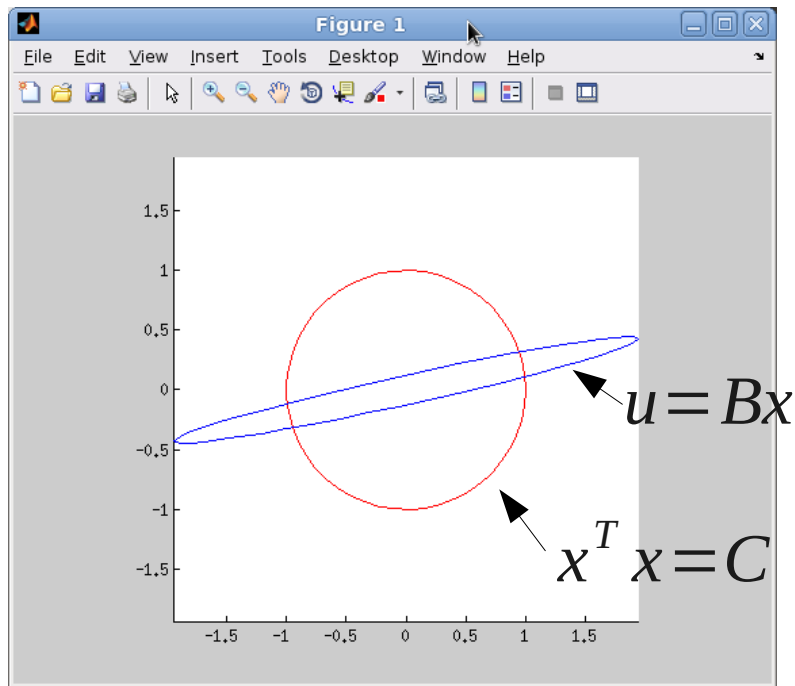 Figure 1
File Edit View Insert Tools Desktop Window Help
1.5
1
0.5
0
-0.5
-1
-1.5
-1.5 -1 -0.5 0 0.5 1 1.5
u=Bx
x^T x=C